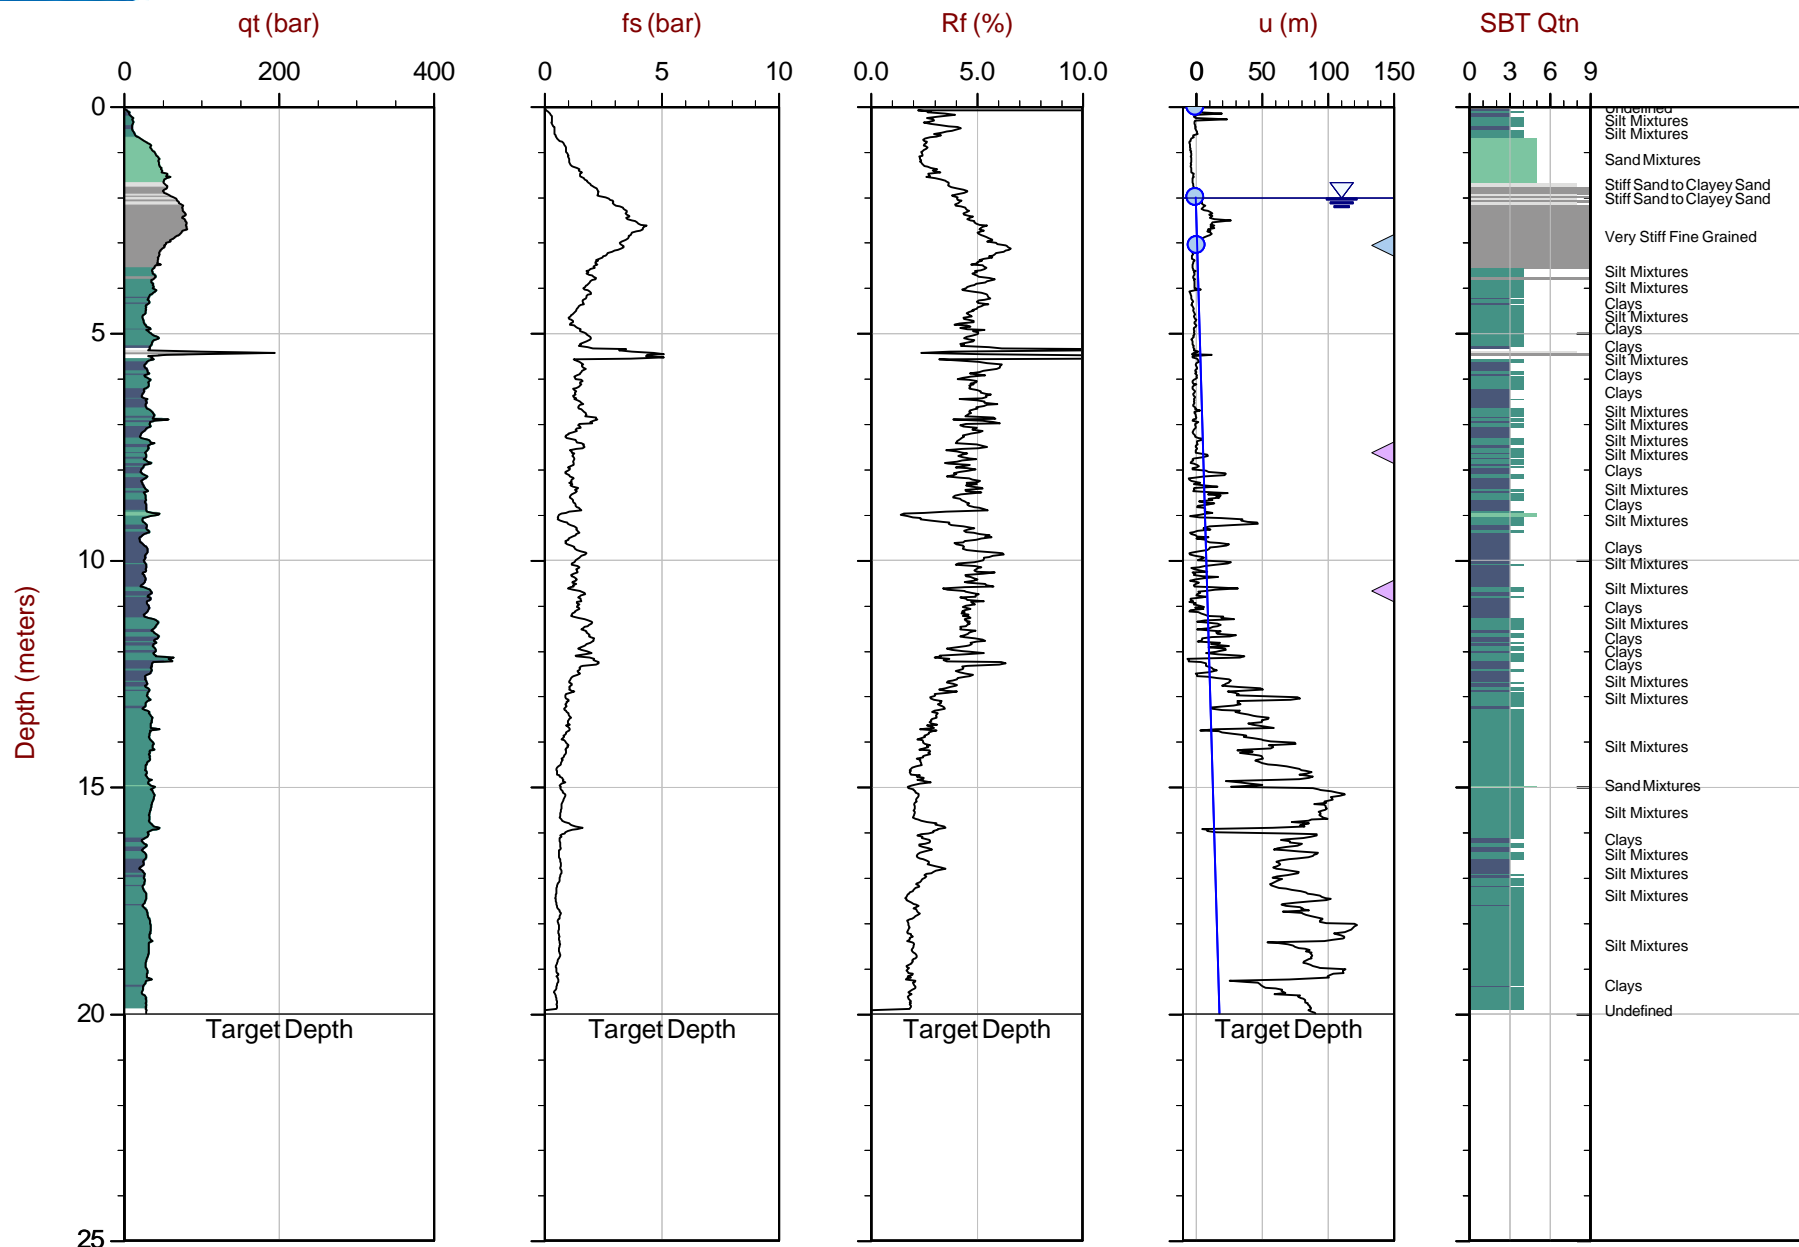 qt (bar) fs (bar) Rf (%) u (m) SBT Qtn
0 200 400 0 5 10 0.0 5.0 10.0 0 50 100 150 0 3 6 9
0
5
10
15
20
25
Depth (meters)
Undefined
Silt Mixtures
Silt Mixtures
Sand Mixtures
Stiff Sand to Clayey Sand
Stiff Sand to Clayey Sand
Very Stiff Fine Grained
Silt Mixtures
Silt Mixtures
Clays
Silt Mixtures
Clays
Clays
Silt Mixtures
Clays
Clays
Silt Mixtures
Silt Mixtures
Silt Mixtures
Silt Mixtures
Clays
Silt Mixtures
Clays
Silt Mixtures
Clays
Silt Mixtures
Silt Mixtures
Clays
Silt Mixtures
Clays
Clays
Clays
Silt Mixtures
Silt Mixtures
Silt Mixtures
Sand Mixtures
Silt Mixtures
Clays
Silt Mixtures
Silt Mixtures
Silt Mixtures
Silt Mixtures
Clays
Undefined
Target Depth Target Depth Target Depth Target Depth